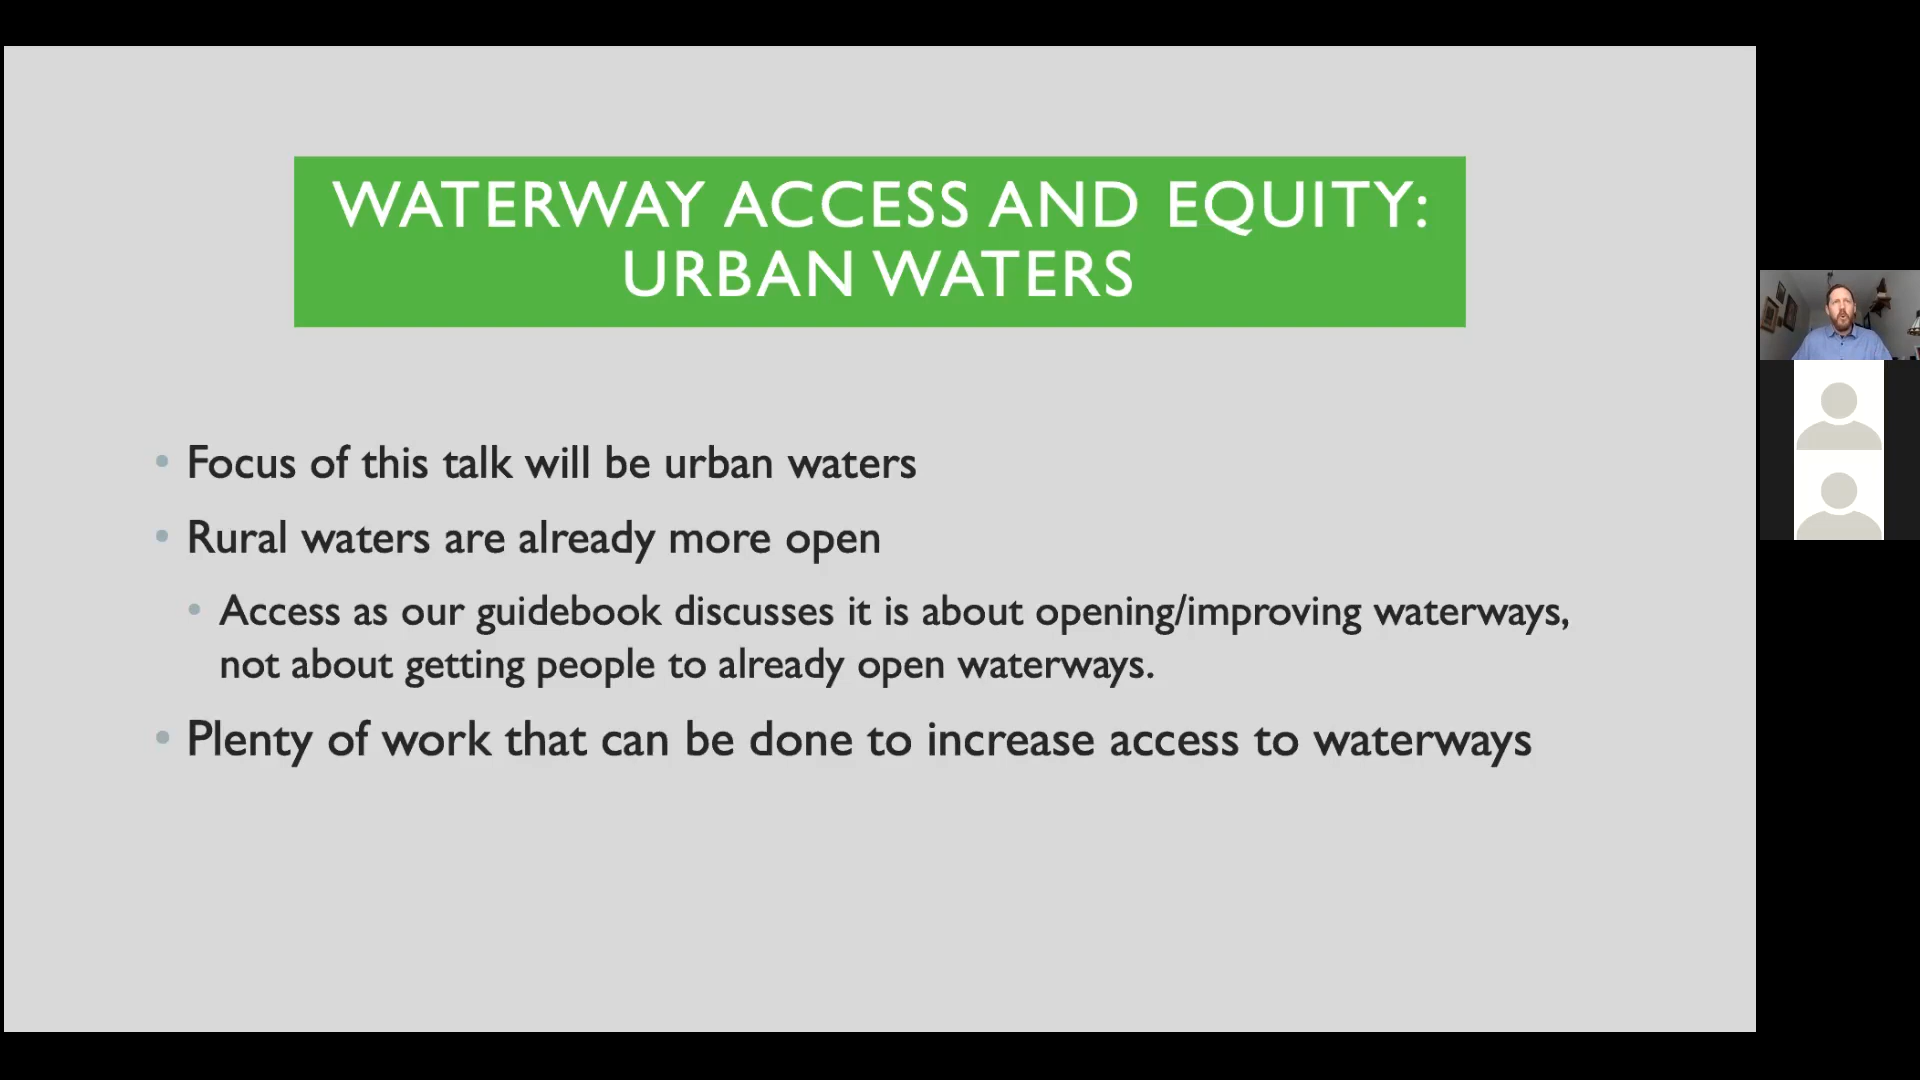 WATERWAY ACCESS AND EQUITY:
URBAN WATERS
• Focus of this talk will be urban waters
• Rural waters are already more open
• Access as our guidebook discusses it is about opening/improving waterways,
not about getting people to already open waterways.
• Plenty of work that can be done to increase access to waterways